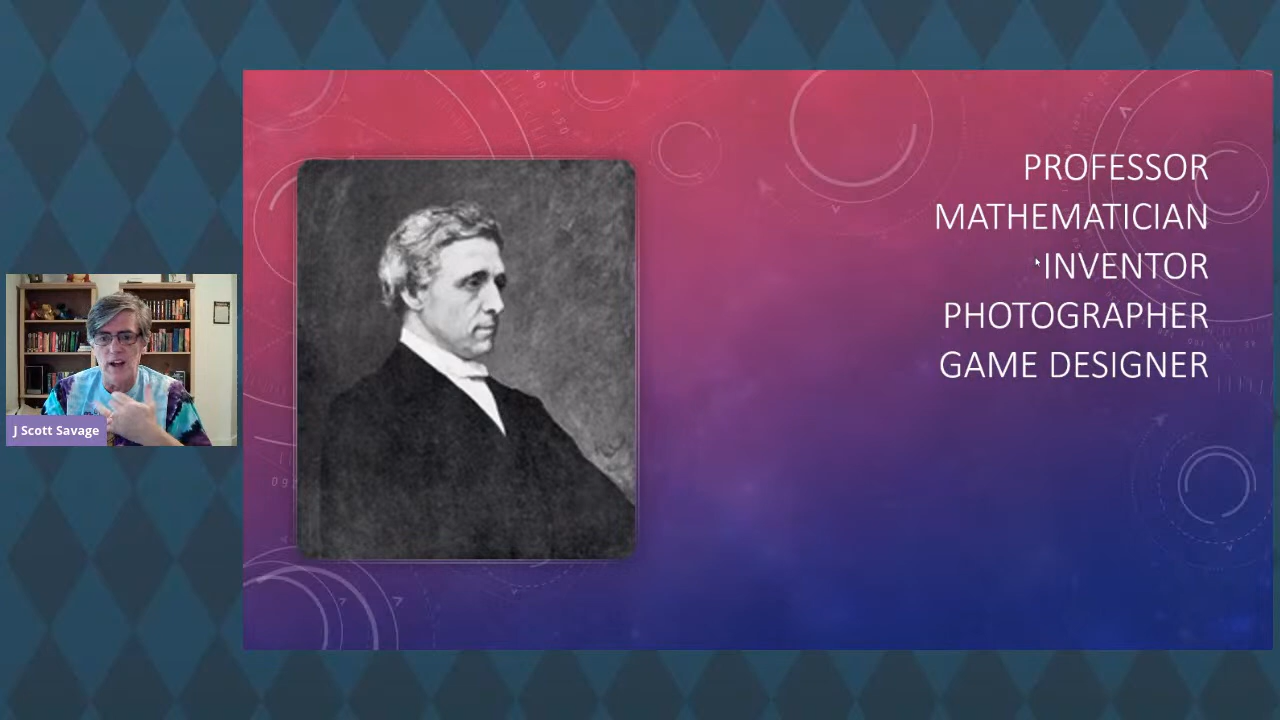 PROFESSOR
MATHEMATICIAN
INVENTOR
PHOTOGRAPHER
GAME DESIGNER
J Scott Savage